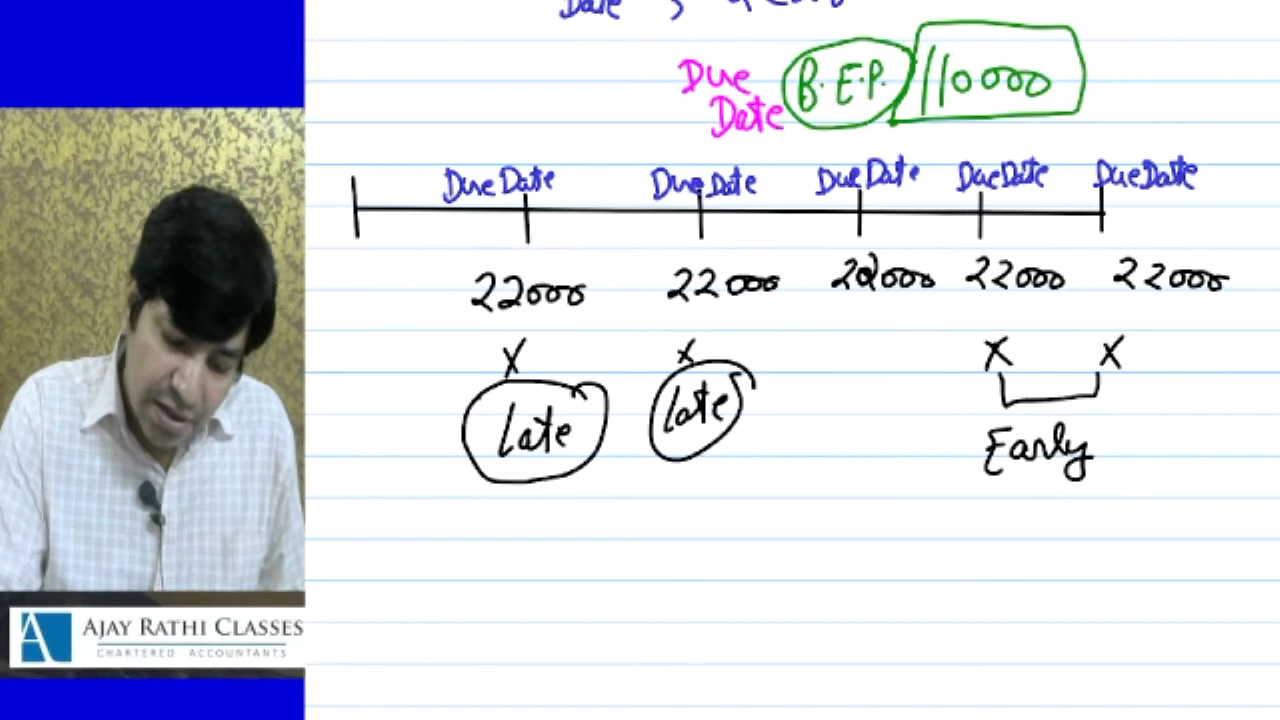 Date
Due Date B.E.P. 110000
Due Date Due Date Due Date Due Date Due Date
22000 22000 22000 22000 22000
X X X X
Late Late Early
AJAY RATHI CLASSES
CHARTERED ACCOUNTANTS